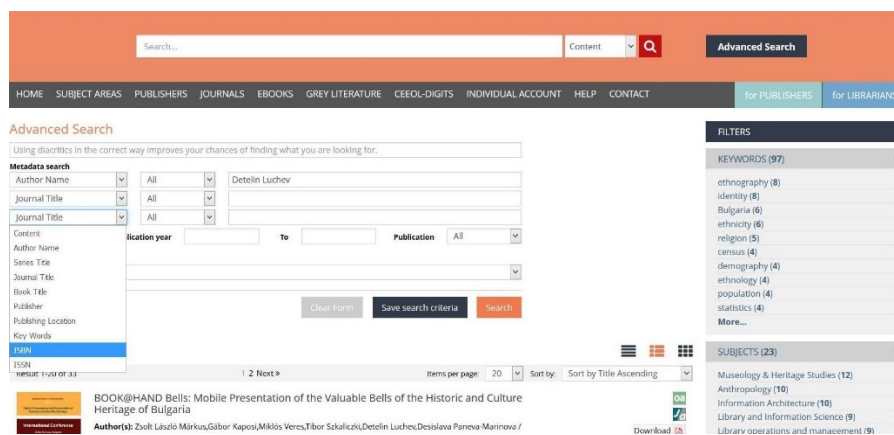 Search... Content Advanced Search
HOME SUBJECT AREAS PUBLISHERS JOURNALS EBOOKS GREY LITERATURE CEEOL-DIGITS INDIVIDUAL ACCOUNT HELP CONTACT for PUBLISHERS for LIBRARIANS
Advanced Search
Using diacritics in the correct way improves your chances of finding what you are looking for.
Metadata search
Author Name All Detelin Luchev
Journal Title All
Journal Title All
Content
Author Name
Series Title
Journal Title
Book Title
Publisher
Publishing Location
Key Words
ISBN
ISSN
blication year To Publication All
Clear Form Save search criteria Search
Result 1-20 of 33 1 2 Next » Items per page: 20 Sort by: Sort by Title Ascending
BOOK@HAND Bells: Mobile Presentation of the Valuable Bells of the Historic and Culture
Heritage of Bulgaria
Author(s): Zsolt László Márkus,Gábor Kaposi,Miklós Veres,Tibor Szkaliczki,Detelin Luchev,Desislava Paneva-Marinova /
International Conference
oa
Download
FILTERS
KEYWORDS (97)
ethnography (8)
identity (8)
Bulgaria (6)
ethnicity (6)
religion (5)
census (4)
demography (4)
ethnology (4)
population (4)
statistics (4)
More...
SUBJECTS (23)
Museology & Heritage Studies (12)
Anthropology (10)
Information Architecture (10)
Library and Information Science (9)
Library operations and management (9)